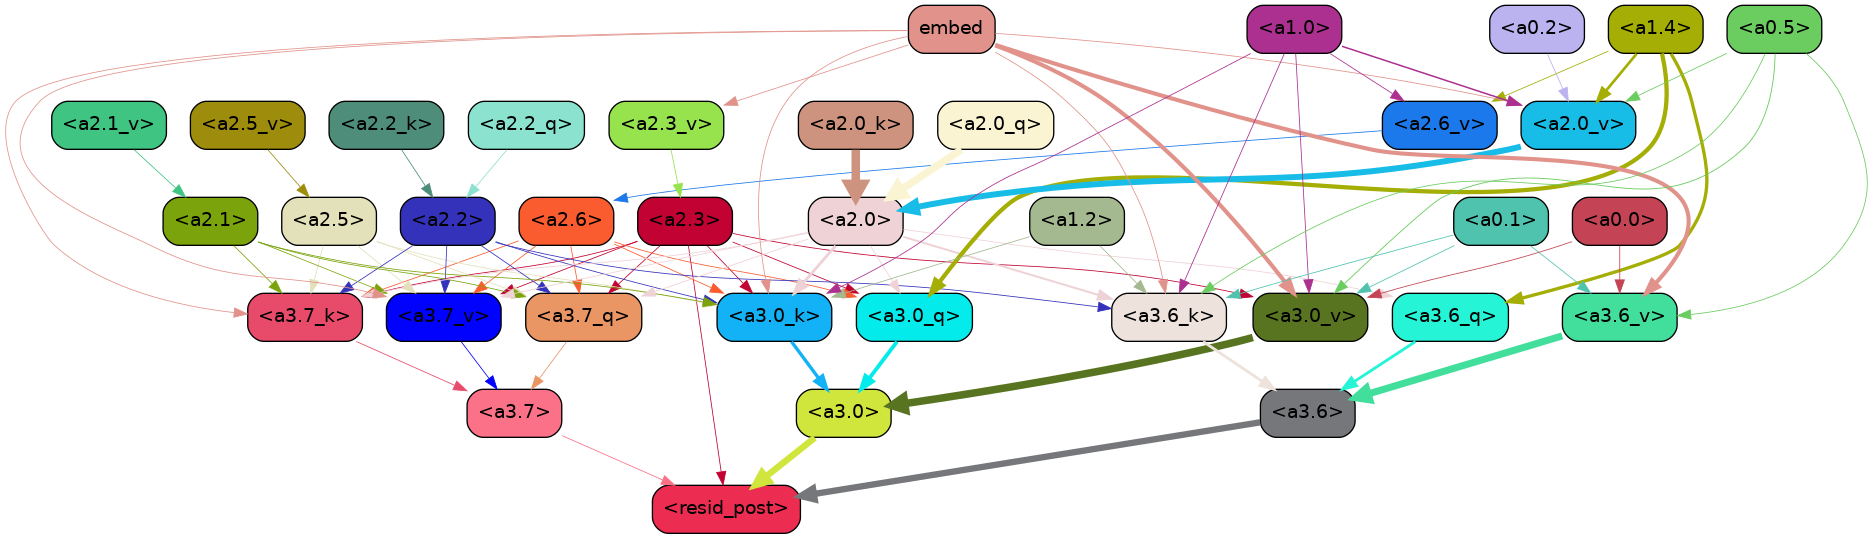 embed
<a1.0>
<a0.2>
<a1.4>
<a0.5>
<a2.1_v>
<a2.5_v>
<a2.2_k>
<a2.2_q>
<a2.3_v>
<a2.0_k>
<a2.0_q>
<a2.6_v>
<a2.0_v>
<a2.1>
<a2.5>
<a2.2>
<a2.6>
<a2.3>
<a2.0>
<a1.2>
<a0.1>
<a0.0>
<a3.7_k>
<a3.7_v>
<a3.7_q>
<a3.0_k>
<a3.0_q>
<a3.6_k>
<a3.0_v>
<a3.6_q>
<a3.6_v>
<a3.7>
<a3.0>
<a3.6>
<resid_post>